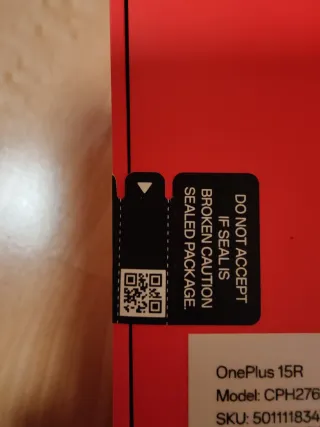 DO NOT ACCEPT
IF SEAL IS
BROKEN CAUTION
SEALED PACKAGE.
OnePlus 15R
Model: CPH276
SKU: 501111834